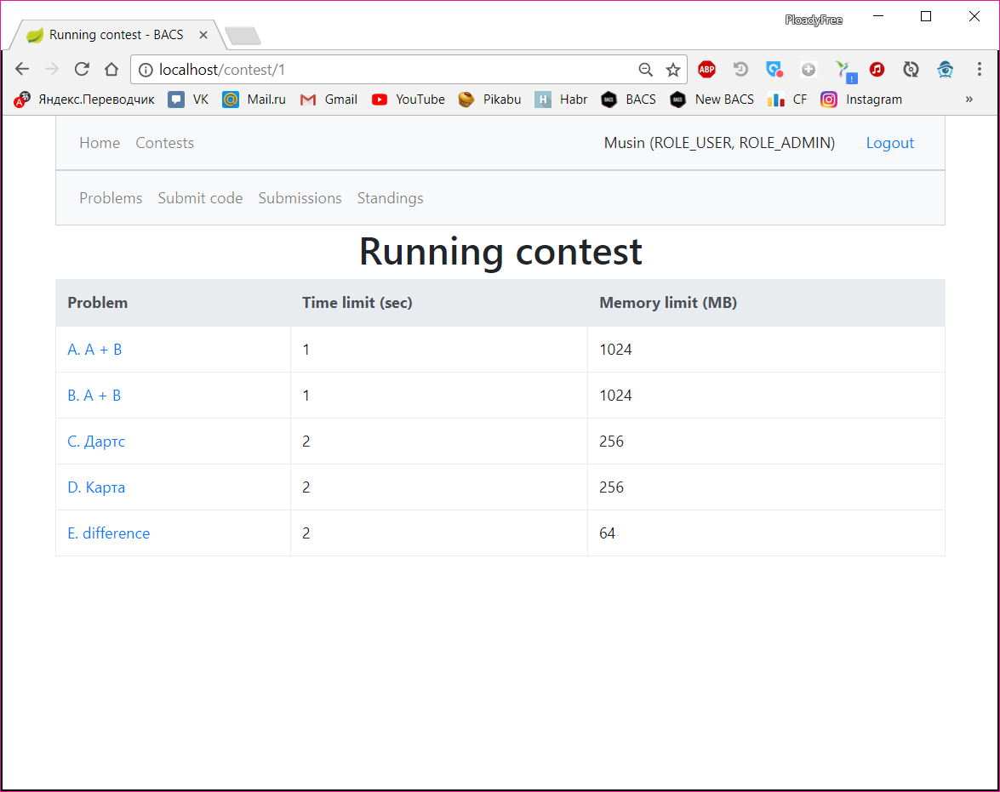 PloadyFree
Running contest - BACS
localhost/contest/1
ABP
Яндекс.Переводчик VK Mail.ru Gmail YouTube Pikabu H Habr BACS New BACS CF Instagram »
Home Contests Musin (ROLE_USER, ROLE_ADMIN) Logout
Problems Submit code Submissions Standings
Running contest
Problem Time limit (sec) Memory limit (MB)
A. A + B 1 1024
B. A + B 1 1024
C. Дартс 2 256
D. Карта 2 256
E. difference 2 64